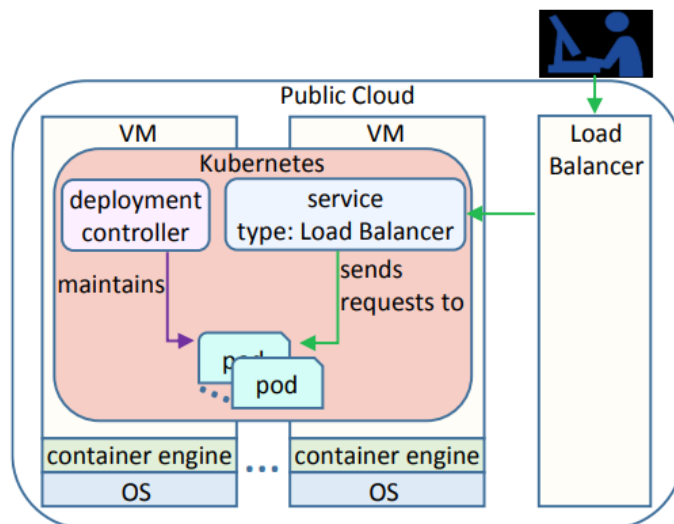 Public Cloud
VM
VM
Load
Balancer
Kubernetes
deployment
controller
service
type: Load Balancer
maintains
sends
requests to
pod
pod
container engine
...
container engine
OS
OS